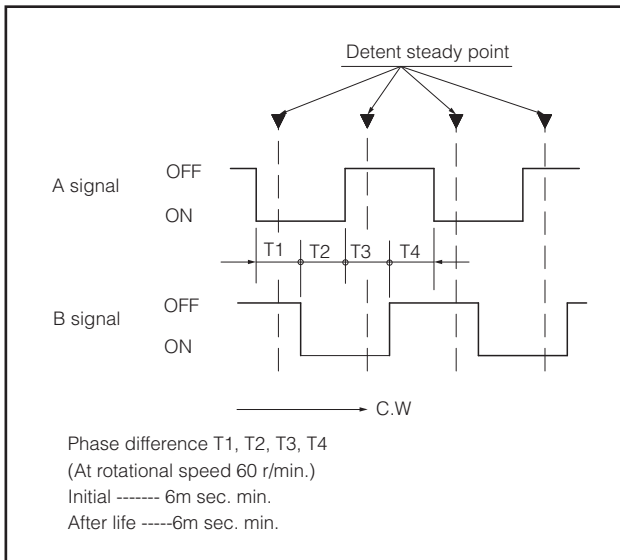 Detent steady point
OFF
A signal
ON
T1 T2 T3 T4
OFF
B signal
ON
C.W
Phase difference T1, T2, T3, T4
(At rotational speed 60 r/min.)
Initial ------- 6m sec. min.
After life -----6m sec. min.